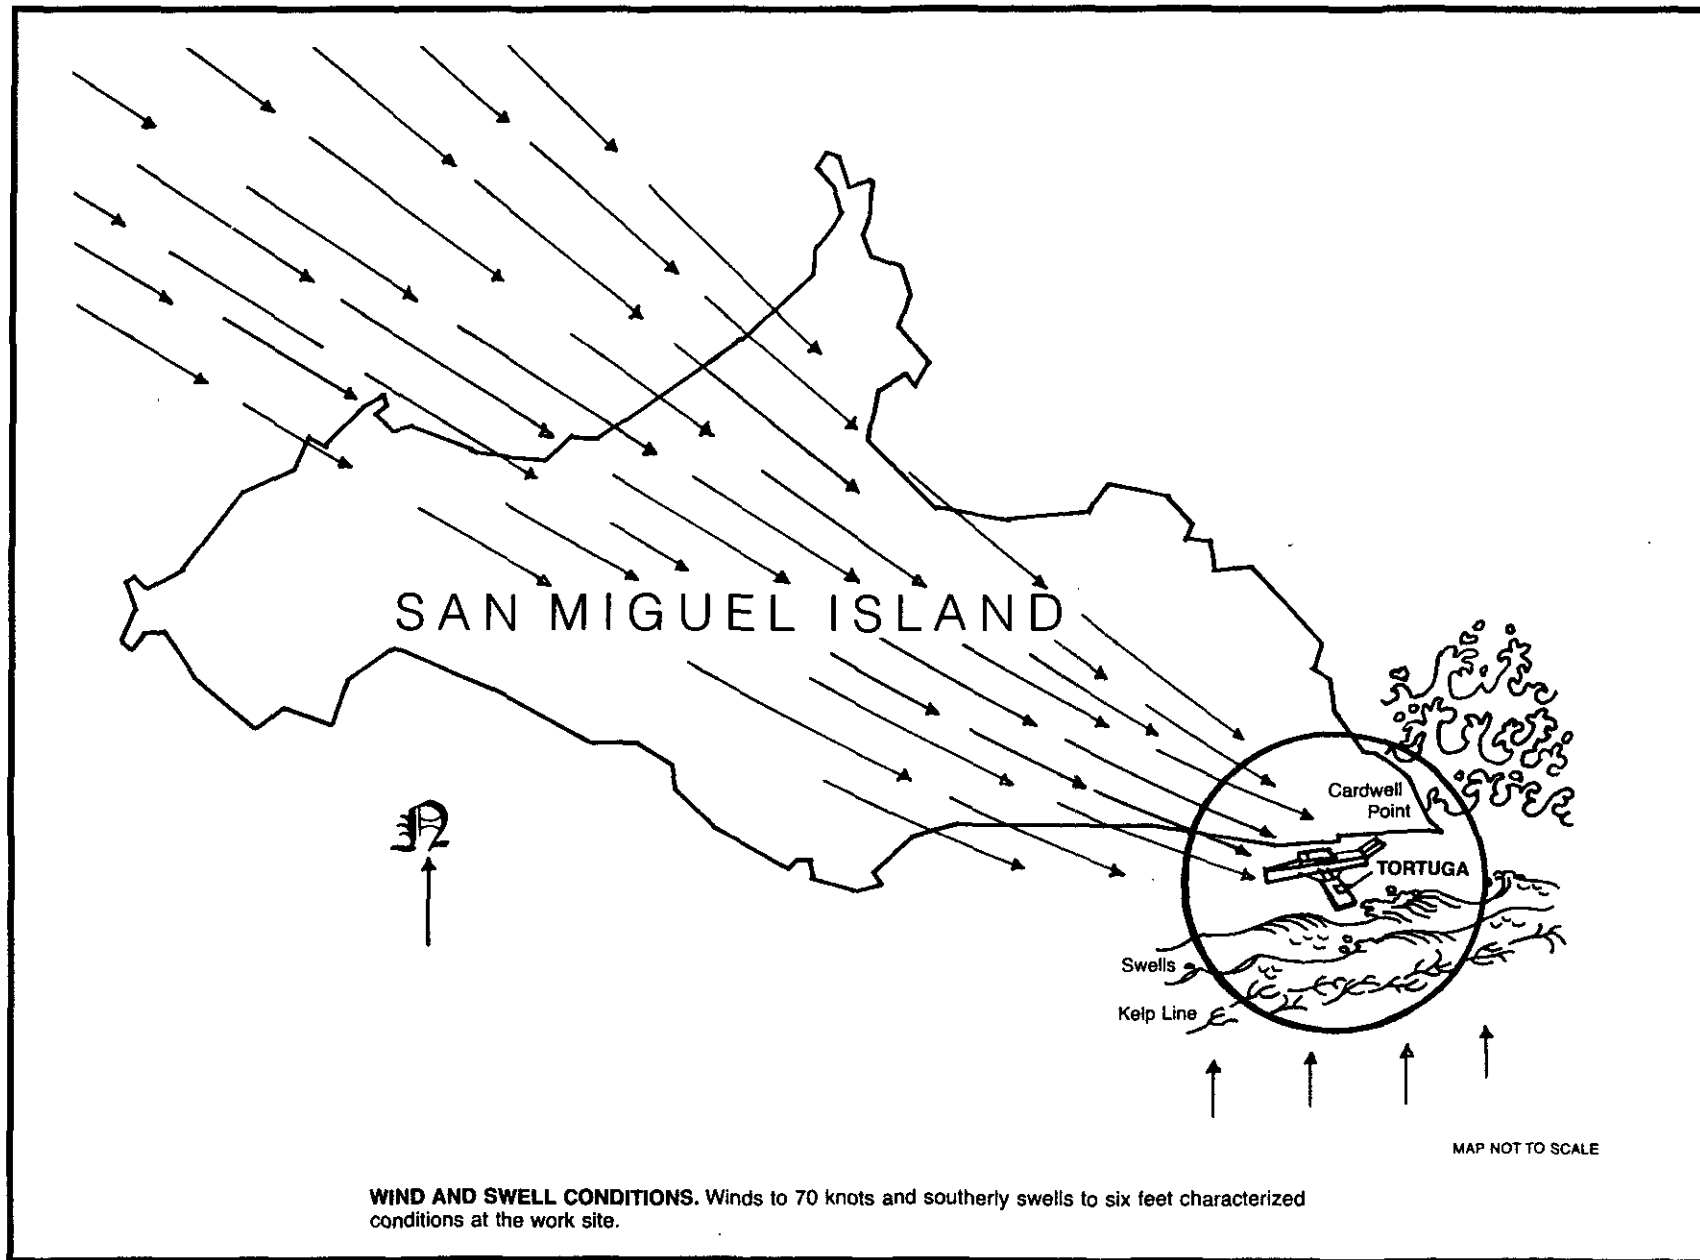 SAN MIGUEL ISLAND
Cardwell
Point
TORTUGA
Swells
Kelp Line
MAP NOT TO SCALE
WIND AND SWELL CONDITIONS. Winds to 70 knots and southerly swells to six feet characterized
conditions at the work site.